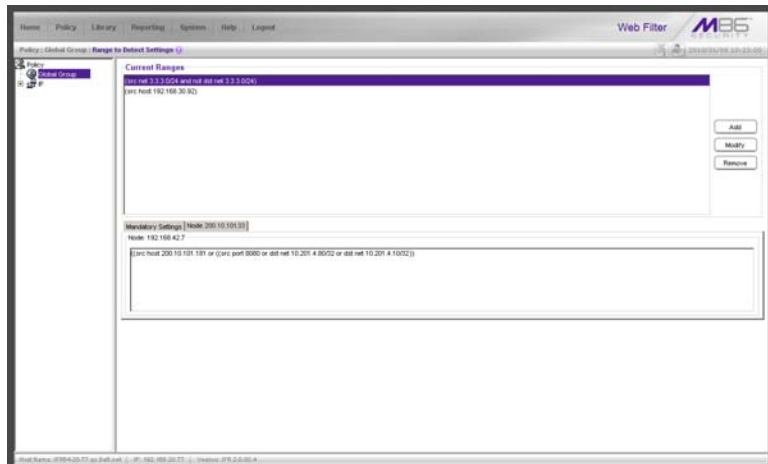 Home Policy Library Reporting System Help Logout
Web Filter M86 SECURITY
Policy : Global Group : Range to Detect Settings
Policy
Global Group
IP
Current Ranges
(src net 3.3.3.0/24 and not dst net 3.3.3.0/24)
(src host 192.168.30.92)
Add
Modify
Remove
Mandatory Settings Node 200.10.101.33
Node: 192.168.42.7
((src host 200.10.101.191 or ((src port 8080 or dst net 10.201.4.80/32 or dst net 10.201.4.10/32))